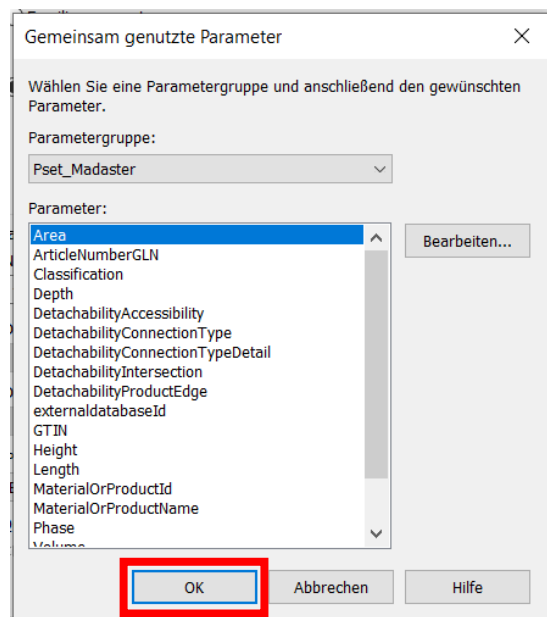 Gemeinsam genutzte Parameter
Wählen Sie eine Parametergruppe und anschließend den gewünschten
Parameter.
Parametergruppe:
Pset_Madaster
Parameter:
Area
Bearbeiten...
ArticleNumberGLN
Classification
Depth
DetachabilityAccessibility
DetachabilityConnectionType
DetachabilityConnectionTypeDetail
DetachabilityIntersection
DetachabilityProductEdge
externaldatabaseId
GTIN
Height
Length
MaterialOrProductId
MaterialOrProductName
Phase
Volume
OK
Abbrechen
Hilfe